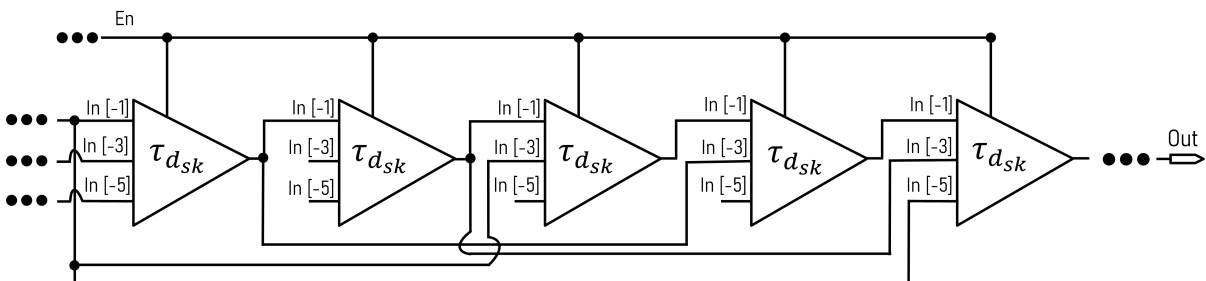 En
In [-1] In [-1] In [-1] In [-1] In [-1]
Out
In [-3] In [-3] In [-3] In [-3] In [-3]
τ_{d_{sk}} τ_{d_{sk}} τ_{d_{sk}} τ_{d_{sk}} τ_{d_{sk}}
In [-5] In [-5] In [-5] In [-5] In [-5]